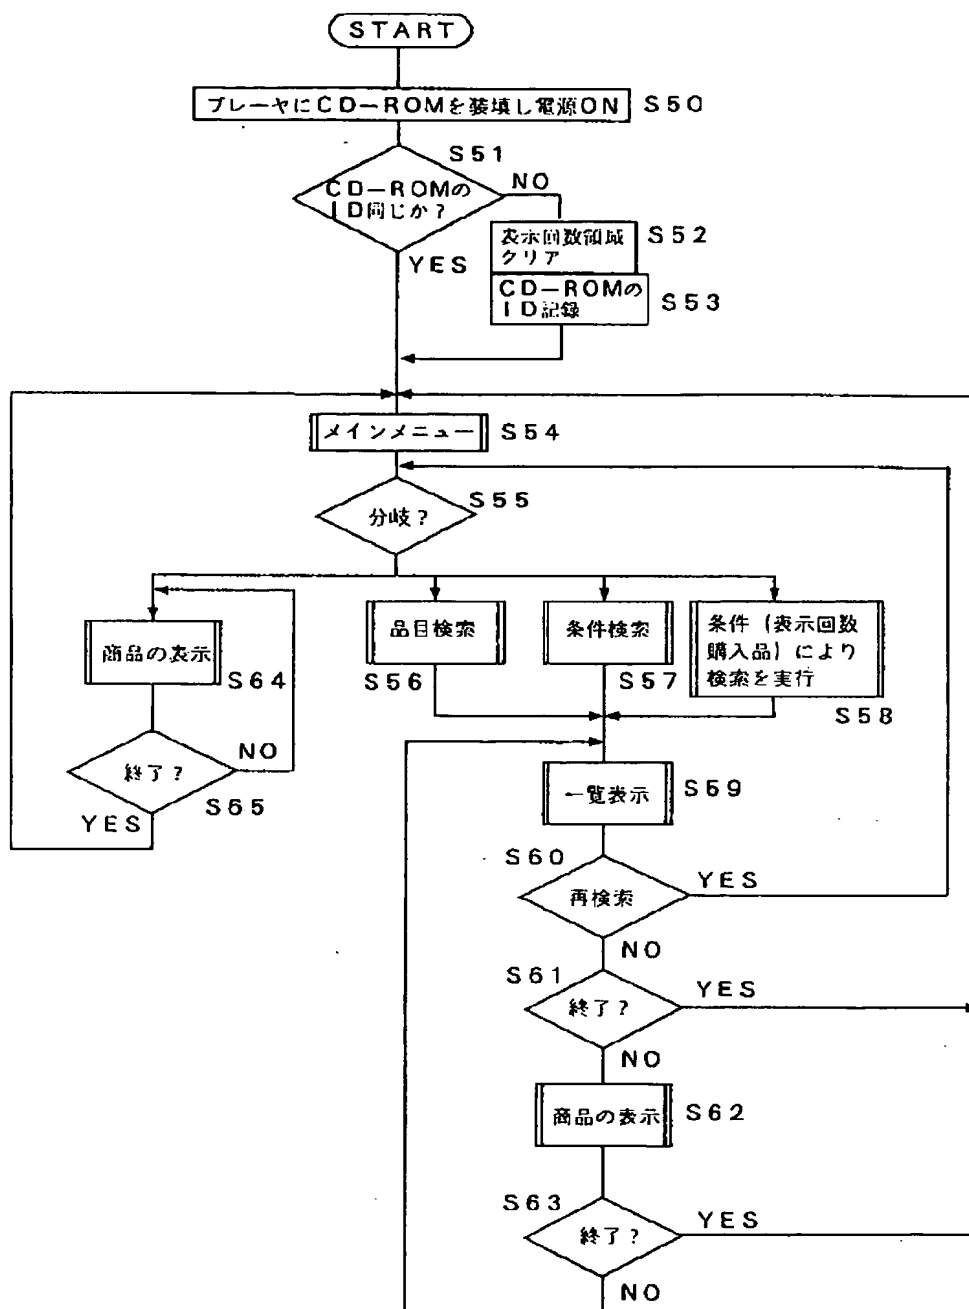 START
プレーヤにCD-ROMを装填し電源ON S50
S51
CD-ROMの
ID同じか?
NO
YES
表示回数領域
クリア
S52
CD-ROMの
ID記録
S53
メインメニュー S54
分岐?
S55
商品の表示
S64
終了?
NO
S65
YES
品目検索
S56
条件検索
S57
条件(表示回数
購入品)により
検索を実行
S58
一覧表示
S59
S60
再検索
YES
NO
S61
終了?
YES
NO
商品の表示
S62
S63
終了?
YES
NO